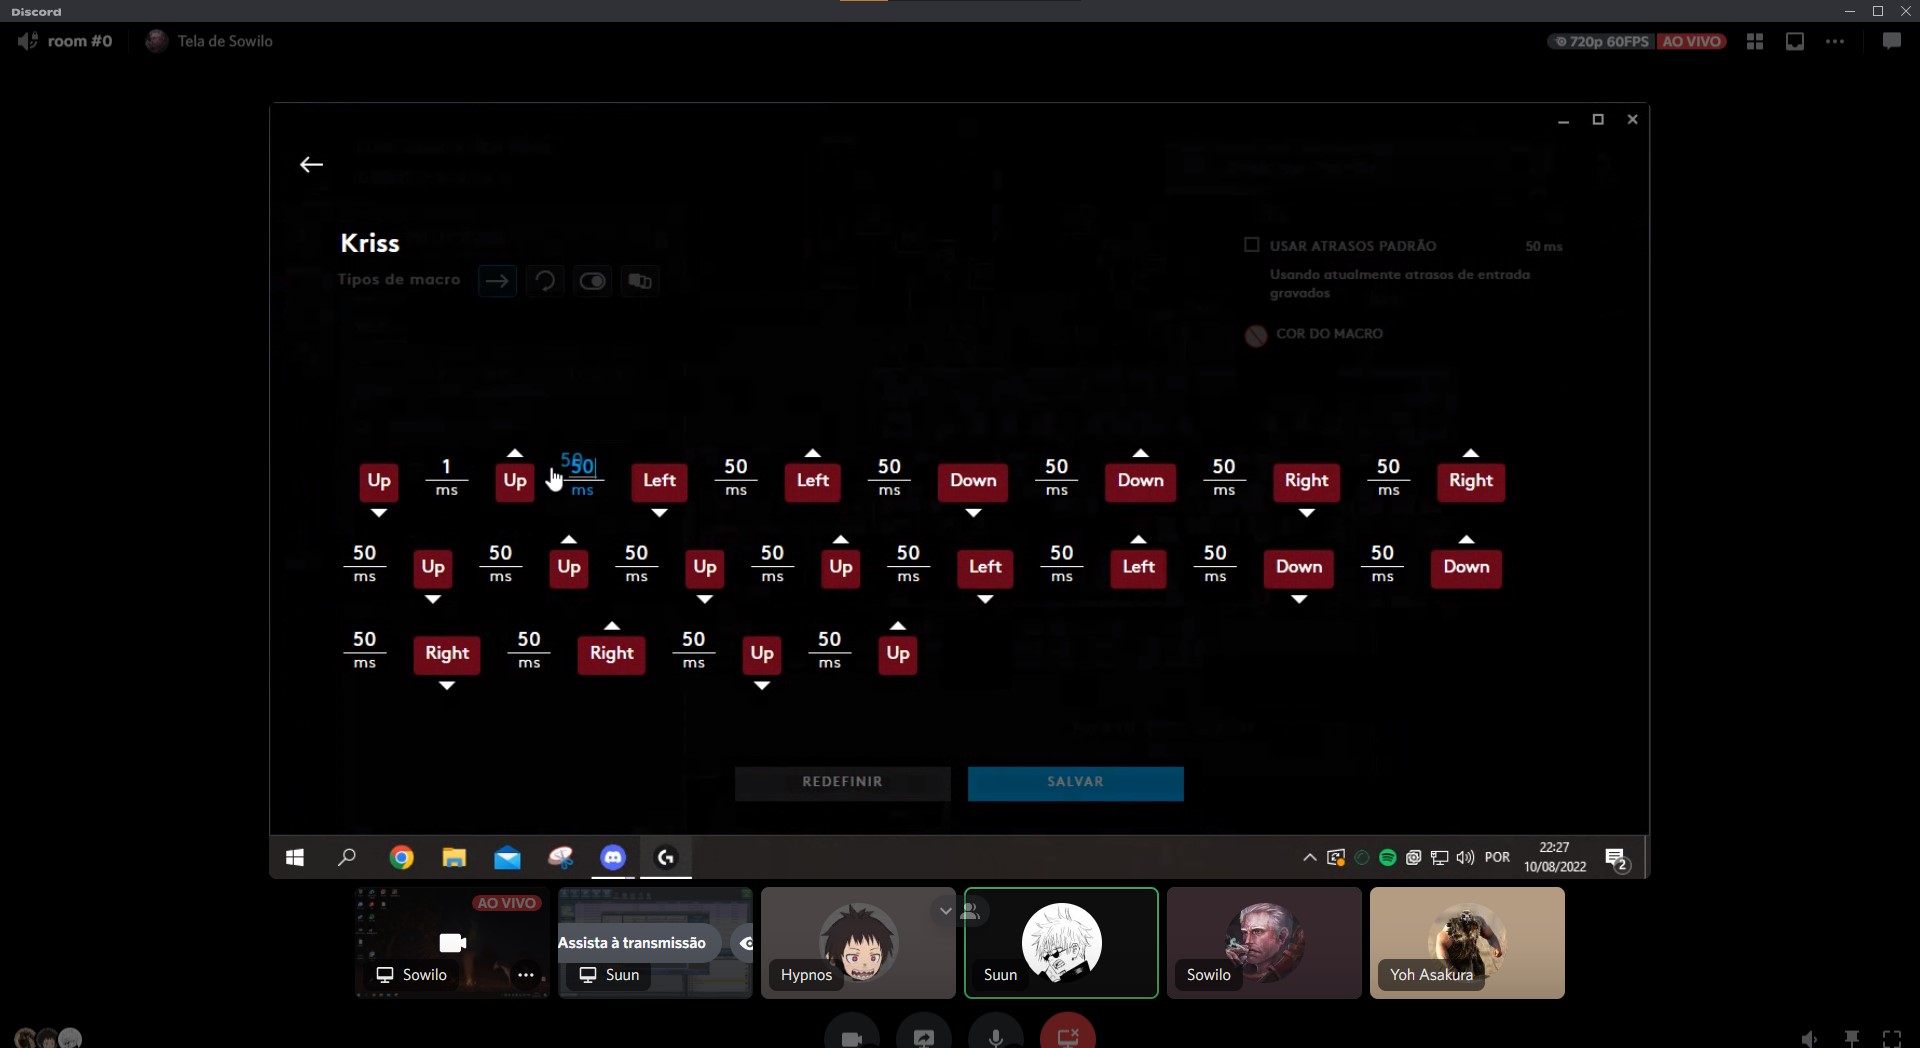 Discord
room #0 Tela de Sowilo 720p 60FPS AO VIVO
Kriss
Tipos de macro
USAR ATRASOS PADRÃO 50 ms
Usando atualmente atrasos de entrada
gravados
COR DO MACRO
Up 1 ms Up 50 ms Left 50 ms Left 50 ms Down 50 ms Down 50 ms Right 50 ms Right
50 ms Up 50 ms Up 50 ms Up 50 ms Up 50 ms Left 50 ms Left 50 ms Down 50 ms Down
50 ms Right 50 ms Right 50 ms Up 50 ms Up
REDEFINIR SALVAR
POR 22:27
10/08/2022
2
AO VIVO
Assista à transmissão
Sowilo Suun Hypnos Suun Sowilo Yoh Asakura